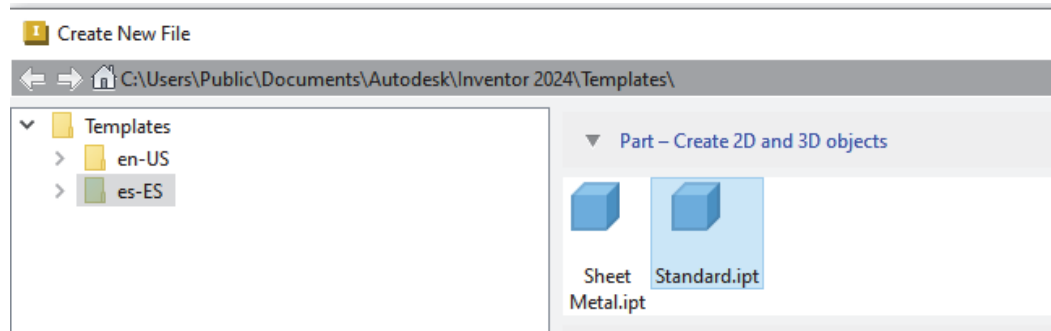 Create New File
C:\Users\Public\Documents\Autodesk\Inventor 2024\Templates\
Templates
en-US
es-ES
Part – Create 2D and 3D objects
Sheet
Metal.ipt
Standard.ipt